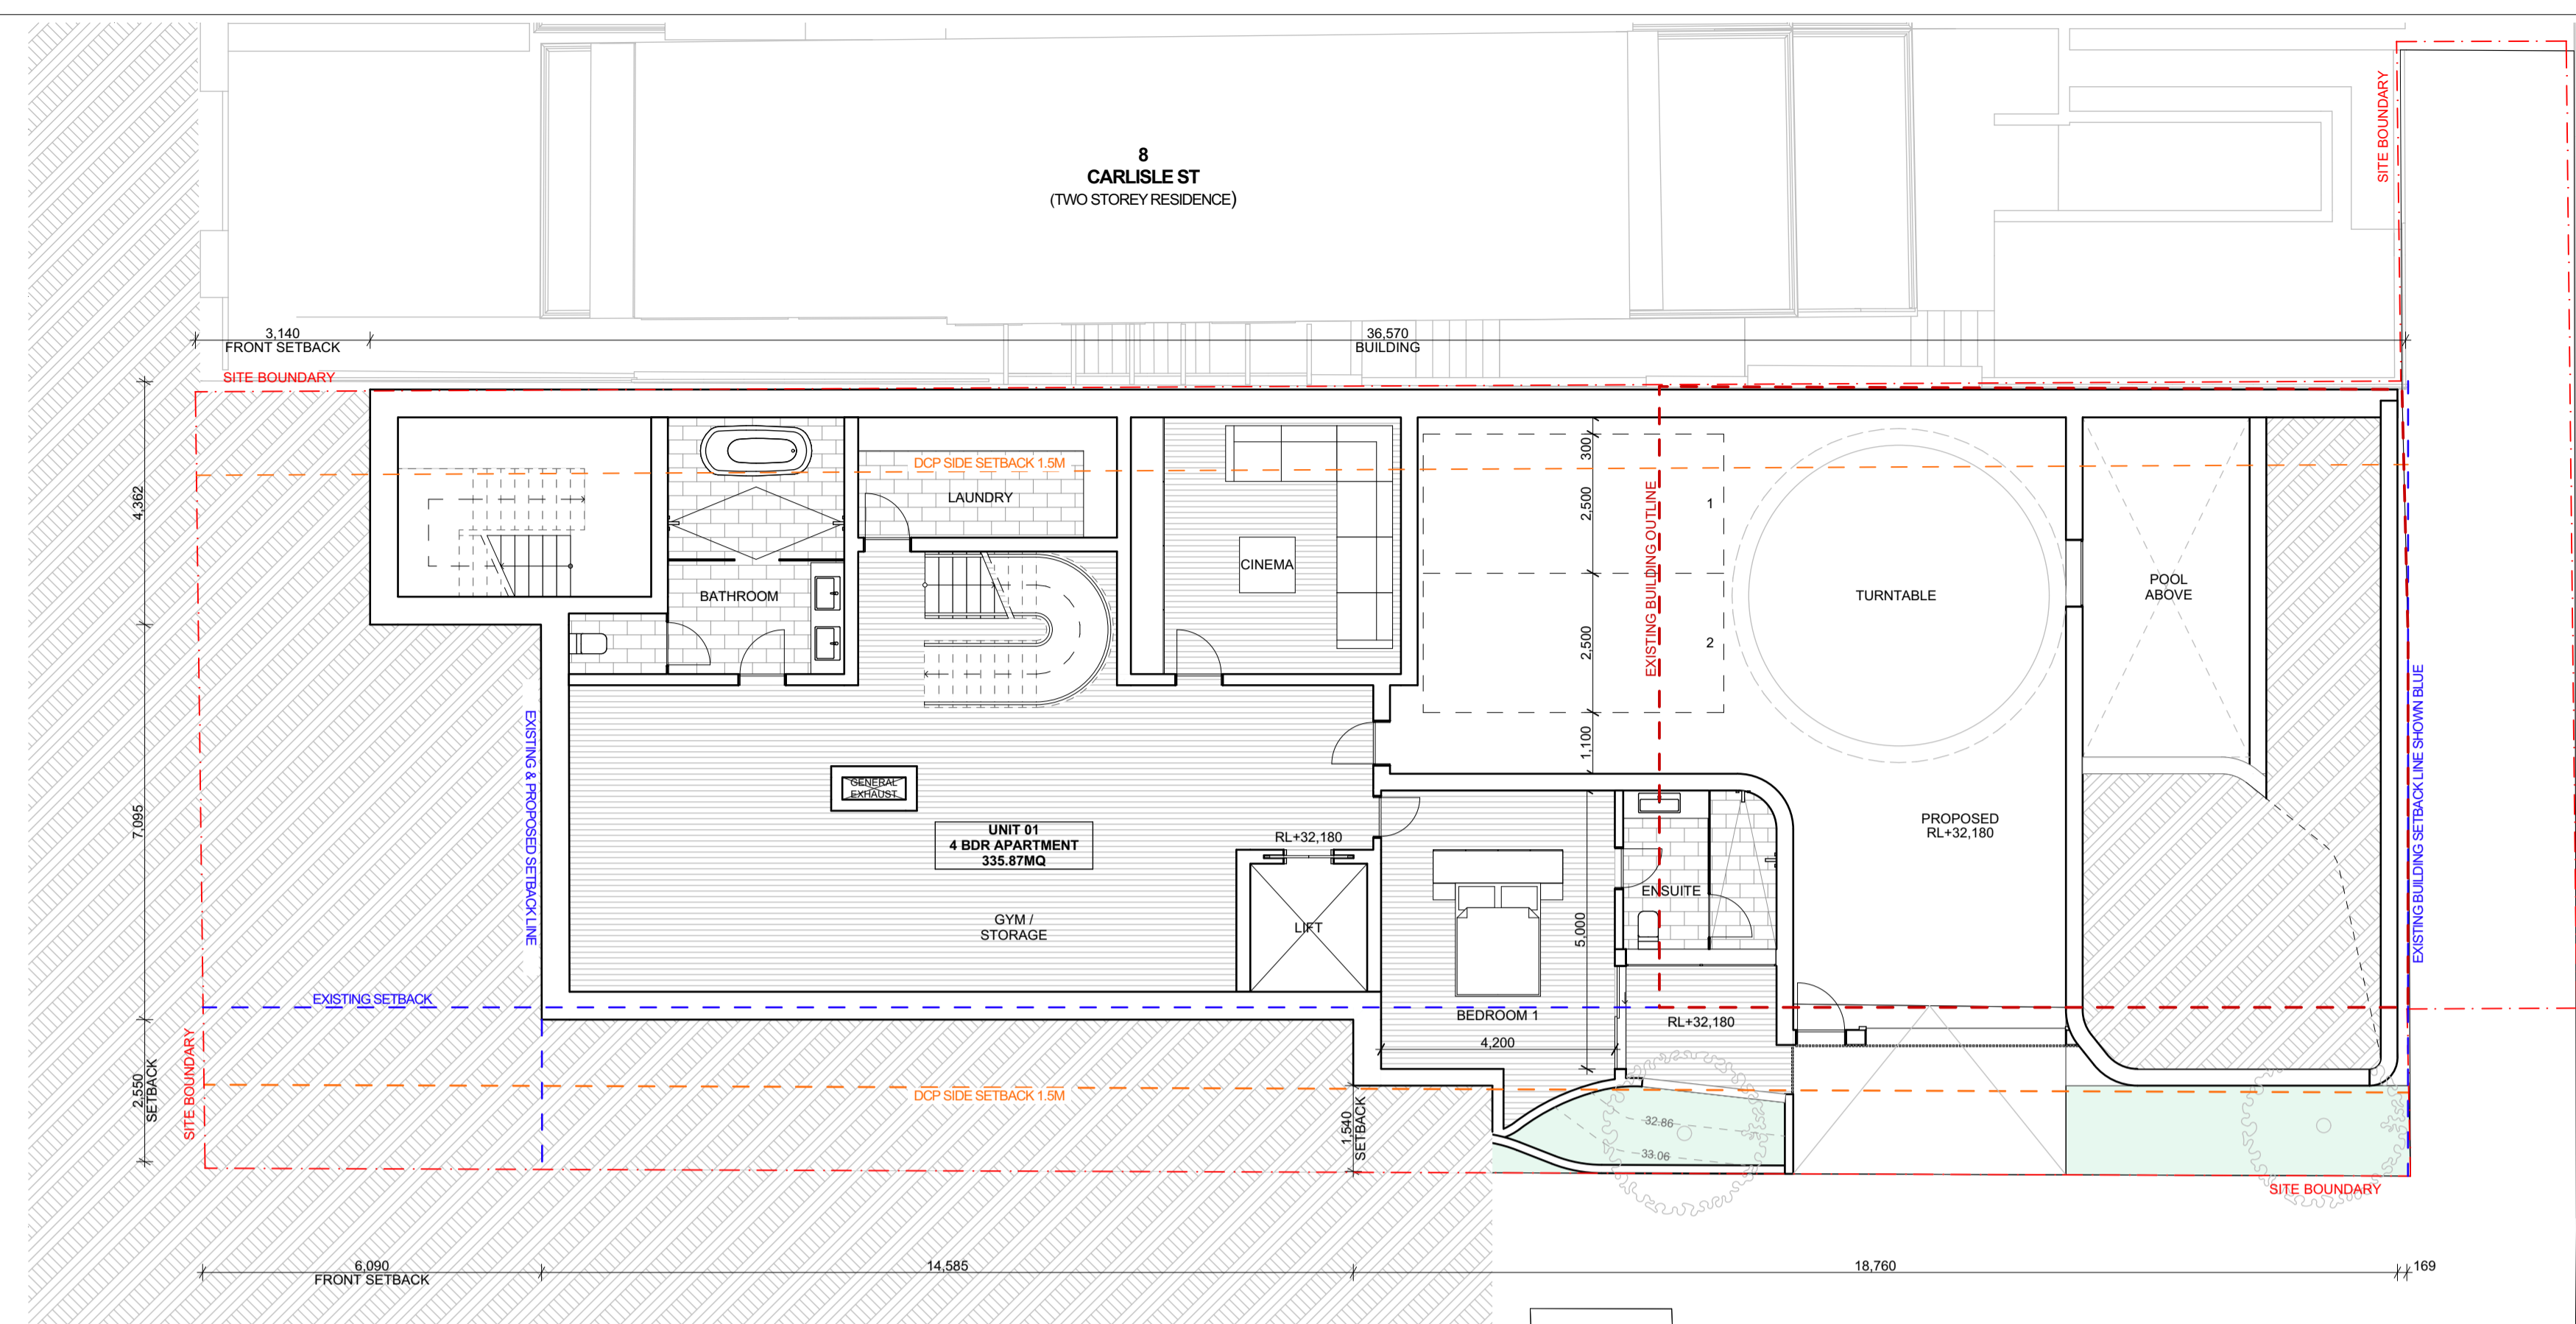 8
CARLISLE ST
(TWO STOREY RESIDENCE)
SITE BOUNDARY
3,140
FRONT SETBACK
36,570
BUILDING
SITE BOUNDARY
4,362
7,095
2,550
SETBACK
DCP SIDE SETBACK 1.5M
LAUNDRY
BATHROOM
CINEMA
300
2,500
2,500
1,100
EXISTING BUILDING OUTLINE
1
2
TURNTABLE
POOL
ABOVE
EXISTING & PROPOSED SETBACK LINE
GENERAL
EXHAUST
UNIT 01
4 BDR APARTMENT
335.87MQ
RL+32,180
GYM /
STORAGE
LIFT
5,000
ENSUITE
PROPOSED
RL+32,180
EXISTING BUILDING SETBACK LINE SHOWN BLUE
EXISTING SETBACK
BEDROOM 1
RL+32,180
4,200
SITE BOUNDARY
DCP SIDE SETBACK 1.5M
1,540
SETBACK
32.86
33.06
SITE BOUNDARY
6,090
FRONT SETBACK
14,585
18,760
169